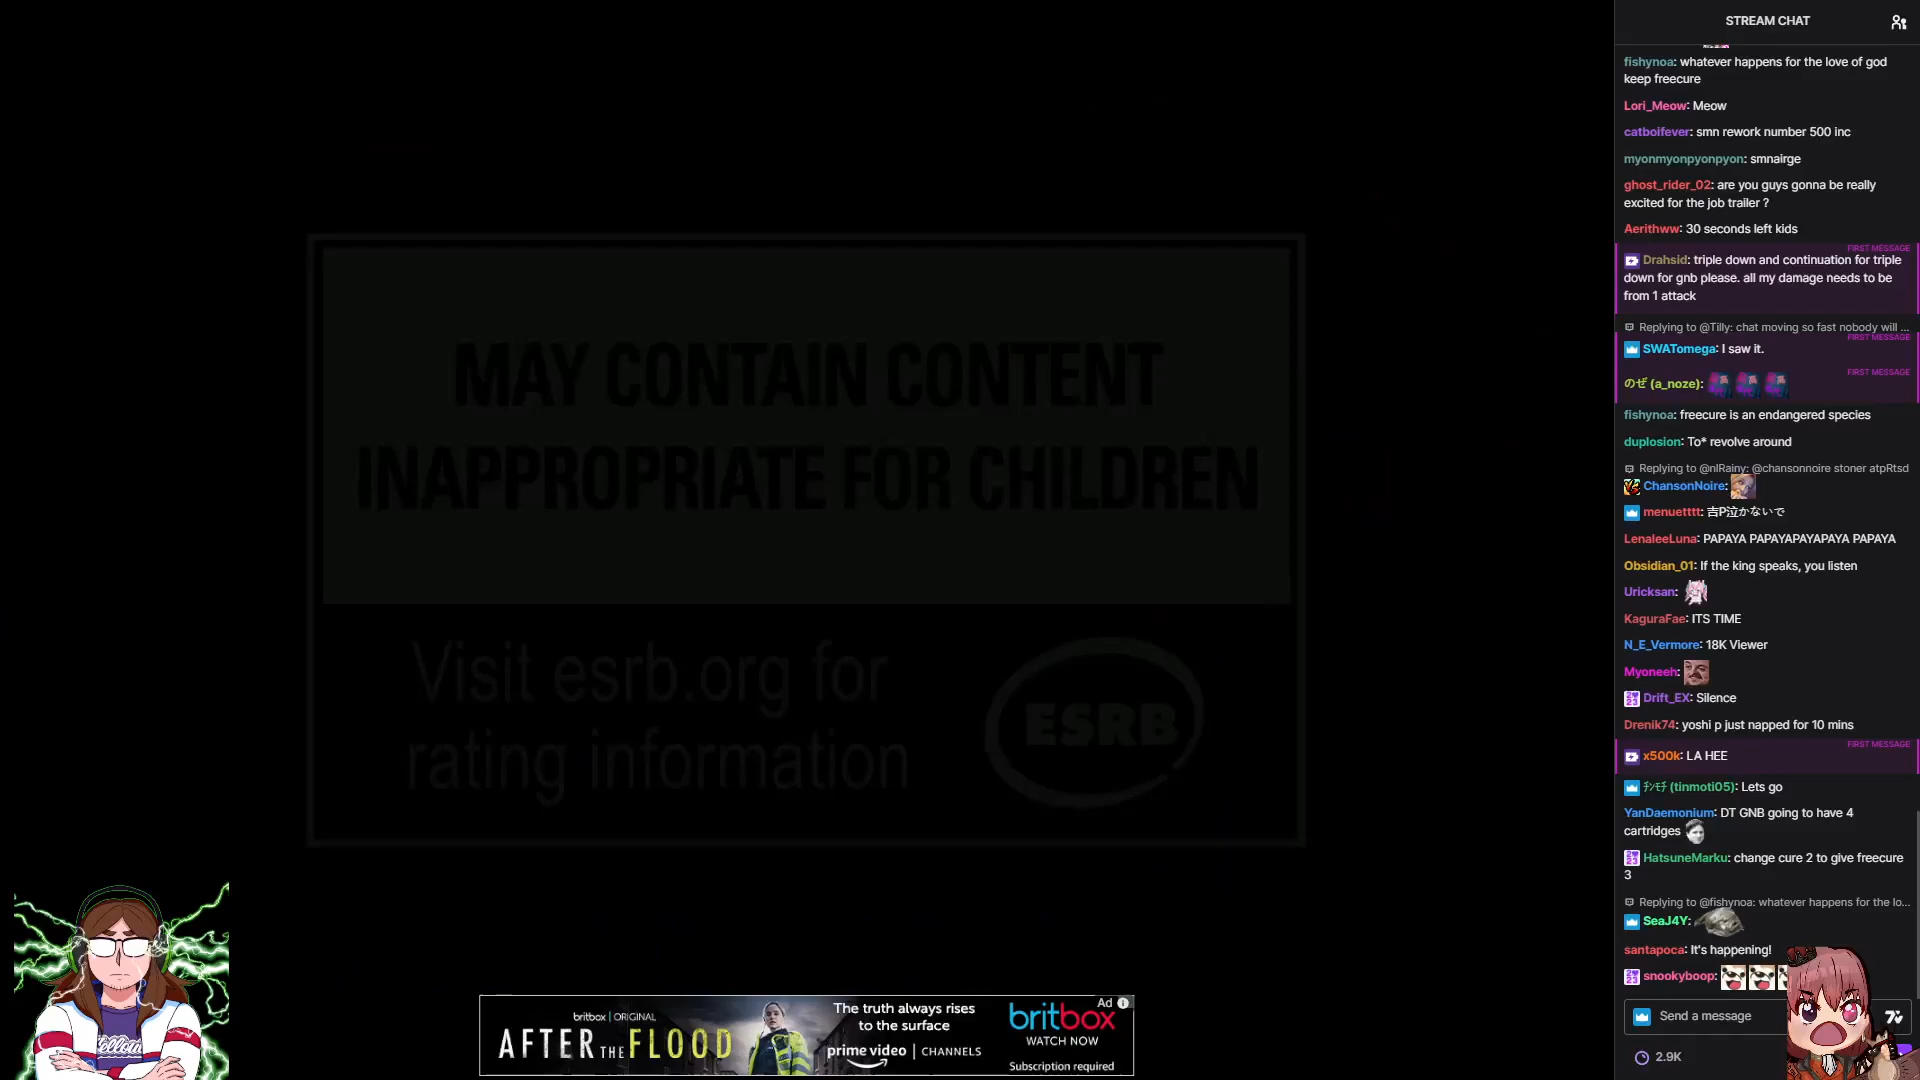 MAY CONTAIN CONTENT
INAPPROPRIATE FOR CHILDREN
Visit esrb.org for
rating information
ESRB
Yellow
britbox | ORIGINAL
AFTER THE FLOOD
The truth always rises
to the surface
prime video | CHANNELS
Ad
britbox
WATCH NOW
Subscription required
STREAM CHAT
fishynoa: whatever happens for the love of god
keep freecure
Lori_Meow: Meow
catboifever: smn rework number 500 inc
myonmyonpyonpyon: smnairge
ghost_rider_02: are you guys gonna be really
excited for the job trailer ?
Aerithww: 30 seconds left kids
FIRST MESSAGE
Drahsid: triple down and continuation for triple
down for gnb please. all my damage needs to be
from 1 attack
Replying to @Tilly: chat moving so fast nobody will ...
FIRST MESSAGE
SWATomega: I saw it.
FIRST MESSAGE
のぜ (a_noze):
fishynoa: freecure is an endangered species
duplosion: To* revolve around
Replying to @nlRainy: @chansonnoire stoner atpRtsd
ChansonNoire:
menuetttt: 吉P泣かないで
LenaleeLuna: PAPAYA PAPAYAPAYAPAYA PAPAYA
Obsidian_01: If the king speaks, you listen
Uricksan:
KaguraFae: ITS TIME
N_E_Vermore: 18K Viewer
Myoneeh:
Drift_EX: Silence
Drenik74: yoshi p just napped for 10 mins
FIRST MESSAGE
x500k: LA HEE
ﾁﾝﾓﾁ (tinmoti05): Lets go
YanDaemonium: DT GNB going to have 4
cartridges
HatsuneMarku: change cure 2 to give freecure
3
Replying to @fishynoa: whatever happens for the lo...
SeaJ4Y:
santapoca: It's happening!
snookyboop:
Send a message
2.9K